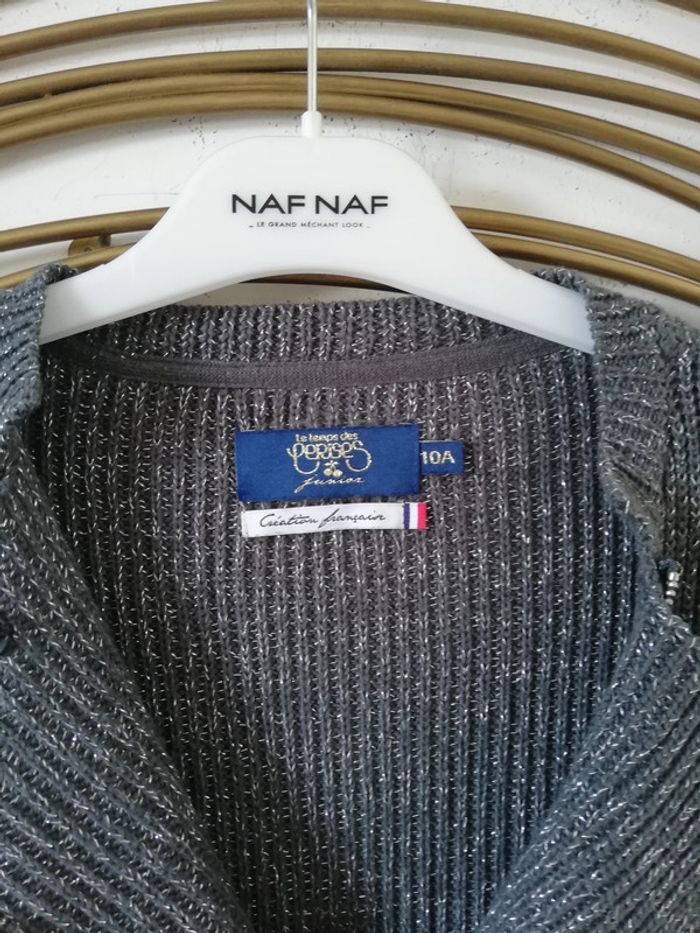 NAF NAF
LE GRAND MÉCHANT LOOK
Le temps des
CERISES
junior
10A
Création française